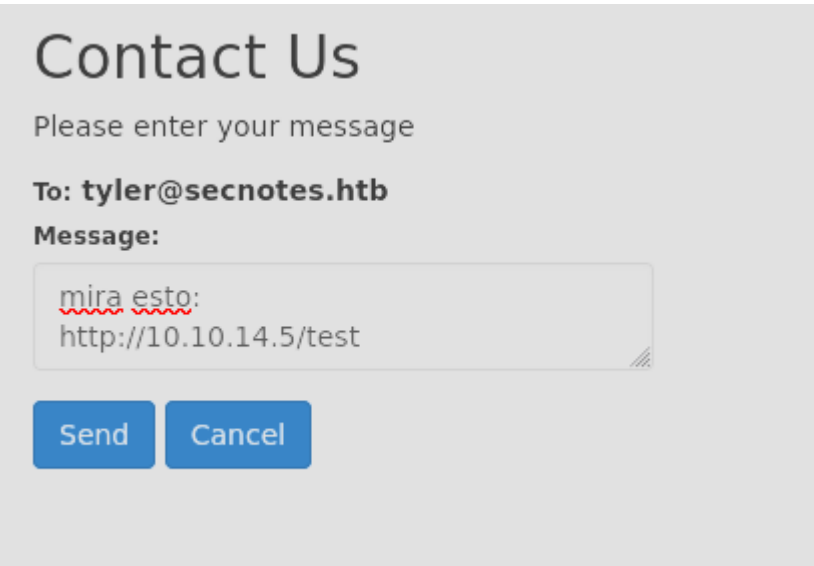 Contact Us
Please enter your message
To: tyler@secnotes.htb
Message:
mira esto:
http://10.10.14.5/test
Send Cancel